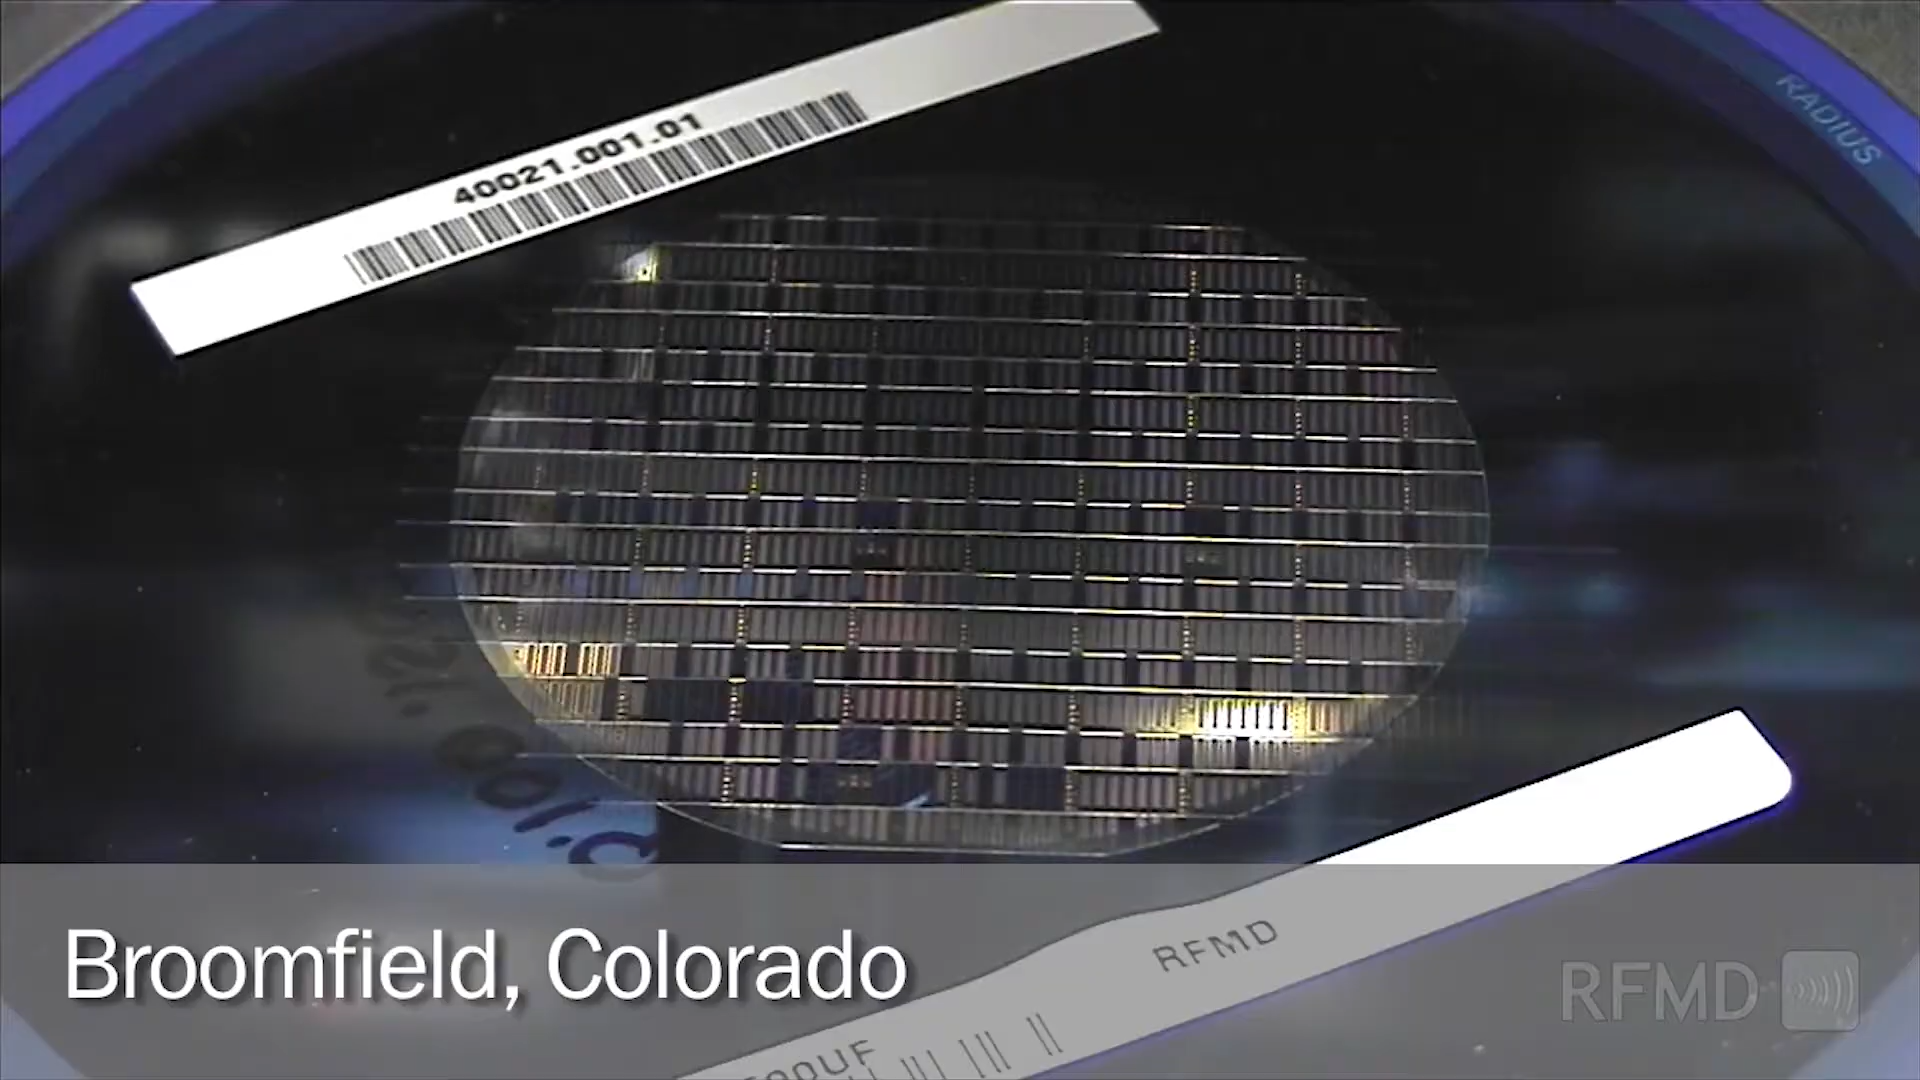 40021.001.01
RADIUS
Broomfield, Colorado
RFMD
RFMD